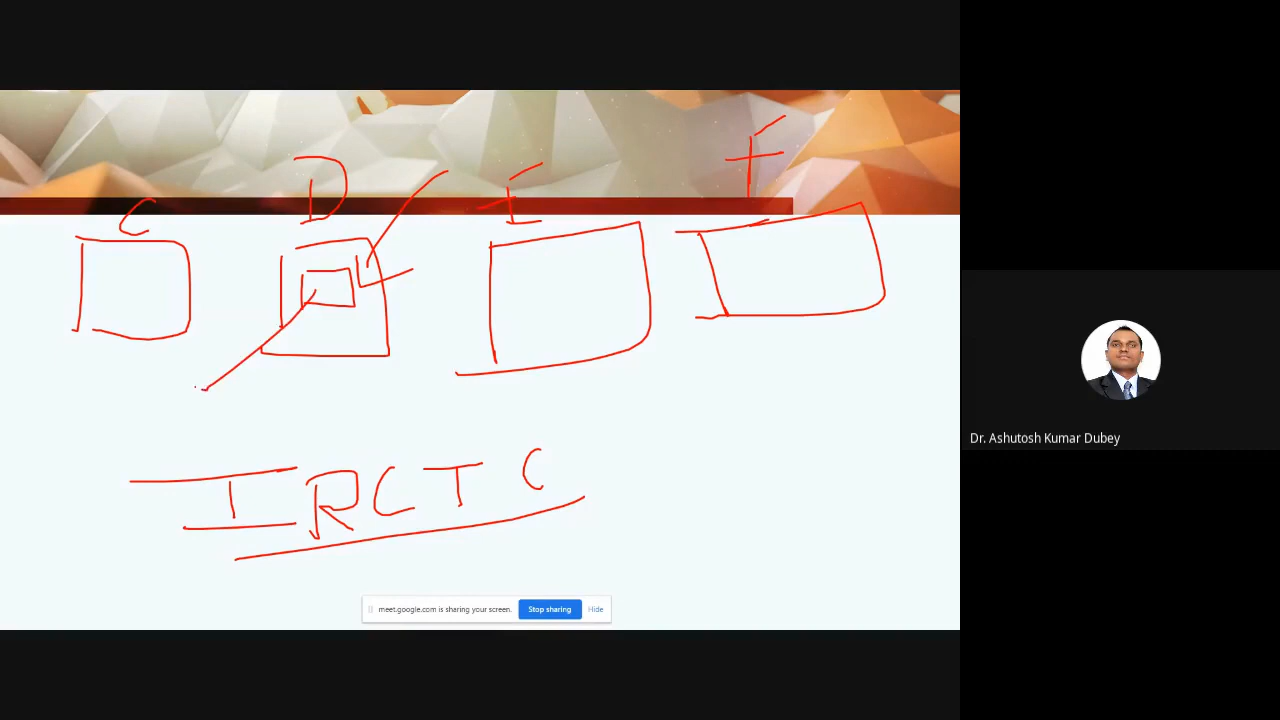 C D E F
IRCTC
meet.google.com is sharing your screen. Stop sharing Hide
Dr. Ashutosh Kumar Dubey